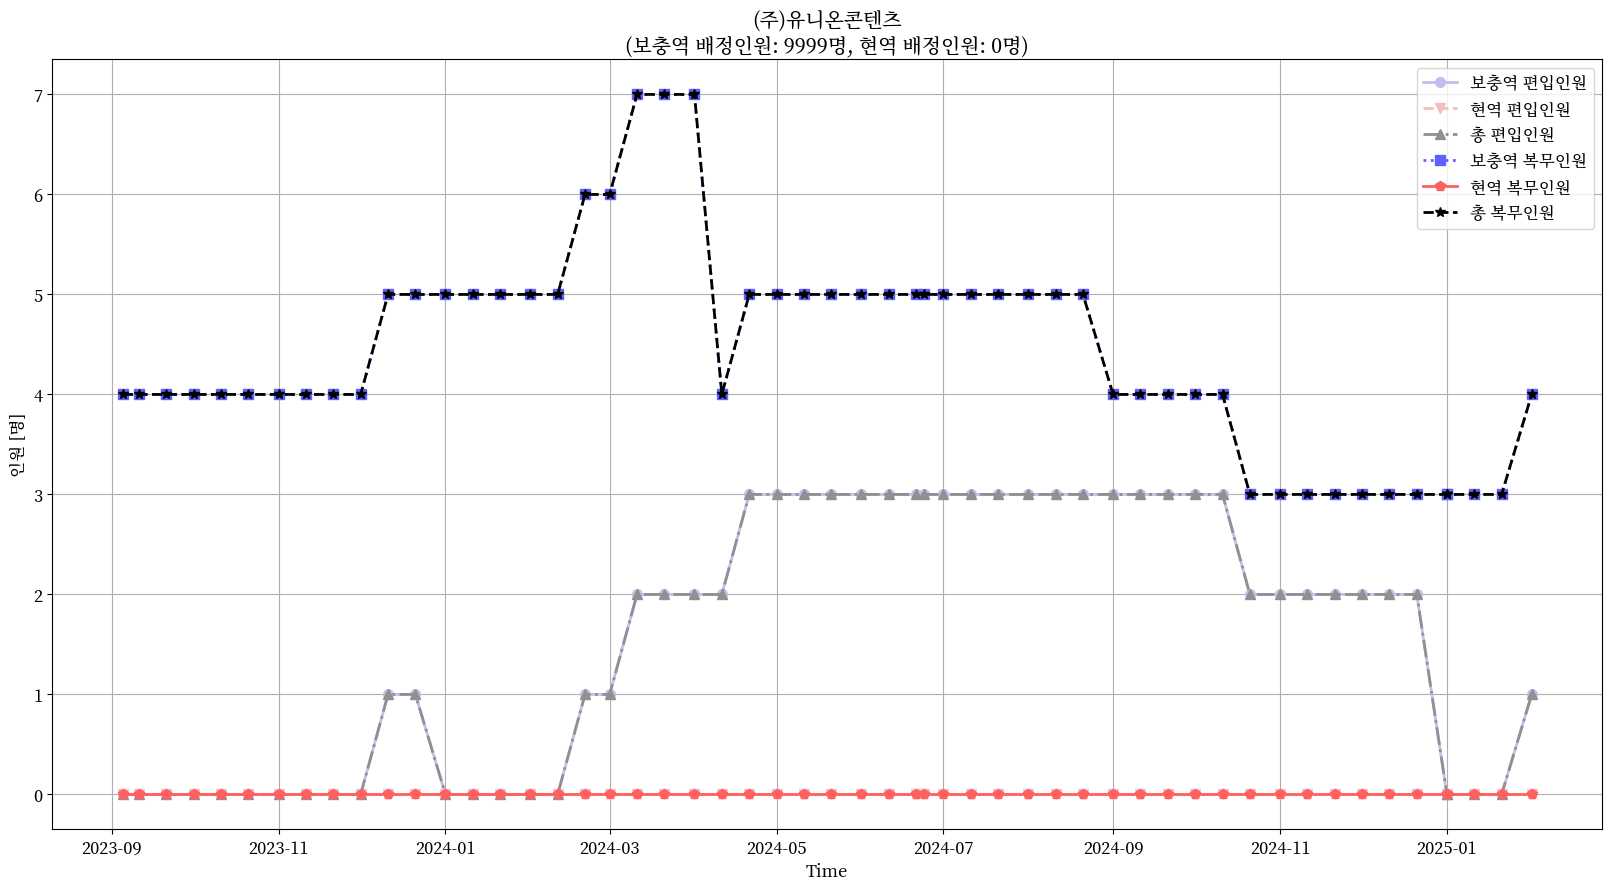 (주)유니온콘텐츠
(보충역 배정인원: 9999명, 현역 배정인원: 0명)
보충역 편입인원
현역 편입인원
총 편입인원
보충역 복무인원
현역 복무인원
총 복무인원
인원 [명]
7
6
5
4
3
2
1
0
2023-09
2023-11
2024-01
2024-03
2024-05
2024-07
2024-09
2024-11
2025-01
Time